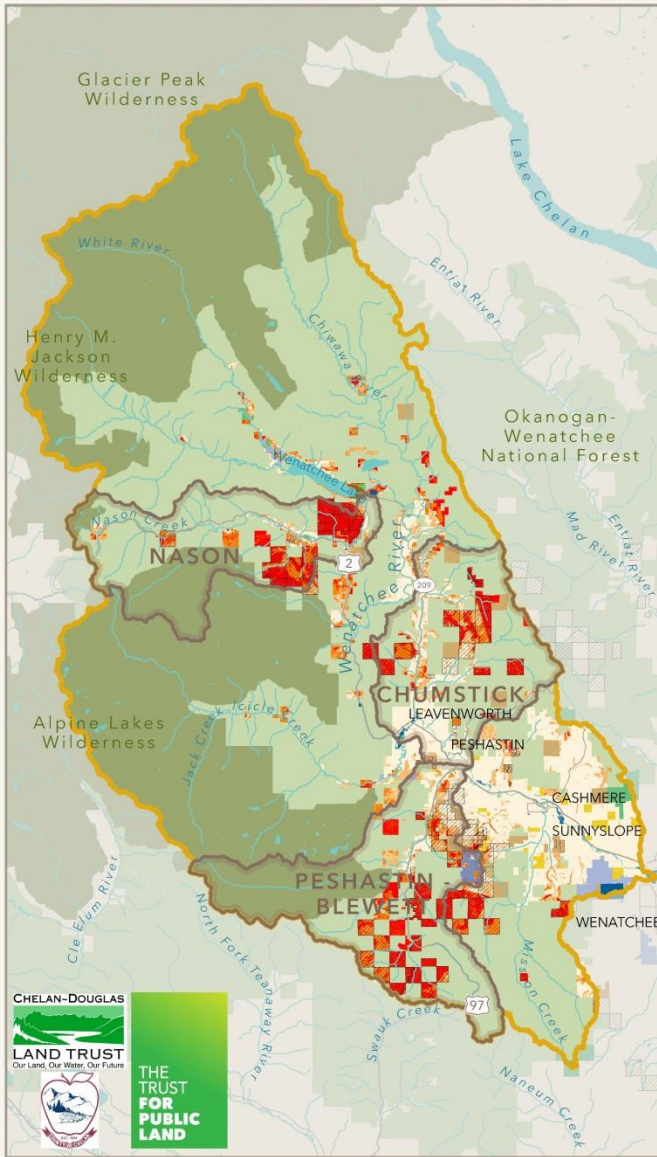 Glacier Peak
Wilderness
Lake Chelan
White River
Entiat River
Chiwawa River
Henry M.
Jackson
Wilderness
Okanogan-
Wenatchee
National Forest
Wenatchee La
Nason Creek
NASON
2
Entiat River
Mad River
209
Wenatchee River
CHUMSTICK
LEAVENWORTH
PESHASTIN
Alpine Lakes
Wilderness
Jack Creek
Icicle Creek
CASHMERE
SUNNYSLOPE
PESHASTIN
BLEWETT
WENATCHEE
Cle Elum River
North Fork Teanaway River
Mission Creek
97
Swauk Creek
Naneum Creek
CHELAN~DOUGLAS
LAND TRUST
Our Land, Our Water, Our Future
THE
TRUST
FOR
PUBLIC
LAND